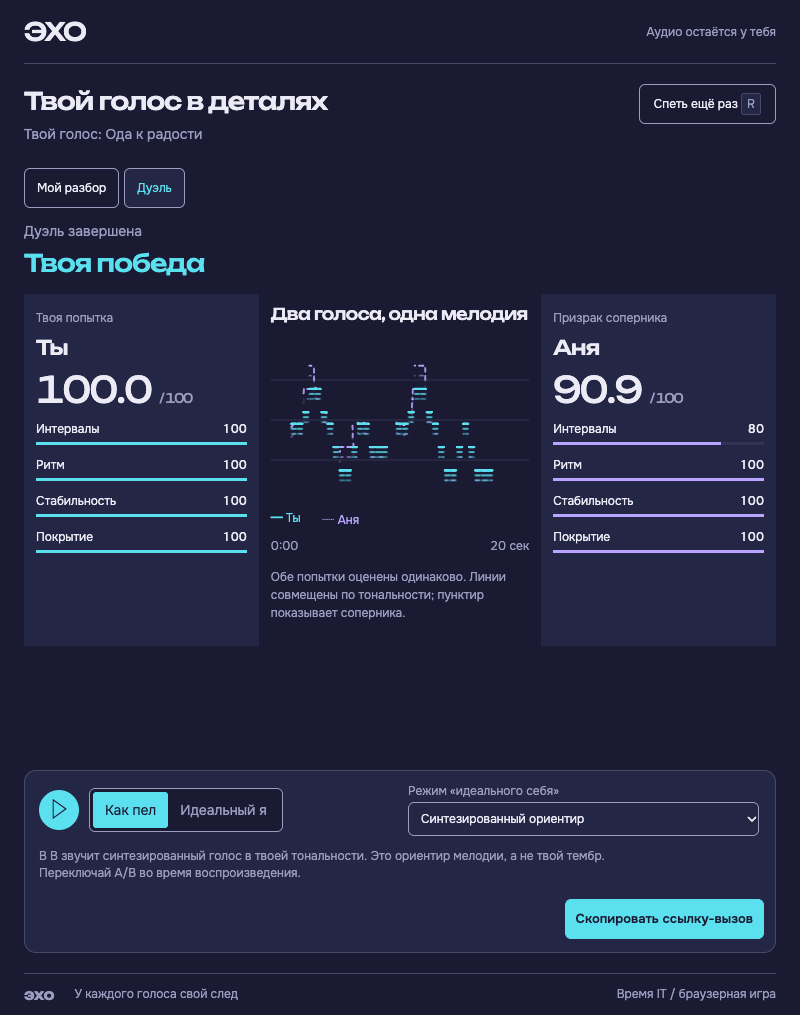 ЭХО
Аудио остаётся у тебя
Твой голос в деталях
Спеть ещё раз R
Твой голос: Ода к радости
Мой разбор
Дуэль
Дуэль завершена
Твоя победа
Твоя попытка
Ты
100.0 /100
Интервалы 100
Ритм 100
Стабильность 100
Покрытие 100
Два голоса, одна мелодия
Ты
Аня
0:00
20 сек
Обе попытки оценены одинаково. Линии
совмещены по тональности; пунктир
показывает соперника.
Призрак соперника
Аня
90.9 /100
Интервалы 80
Ритм 100
Стабильность 100
Покрытие 100
Как пел
Идеальный я
Режим «идеального себя»
Синтезированный ориентир
В B звучит синтезированный голос в твоей тональности. Это ориентир мелодии, а не твой тембр.
Переключай A/B во время воспроизведения.
Скопировать ссылку-вызов
ЭХО
У каждого голоса свой след
Время IT / браузерная игра